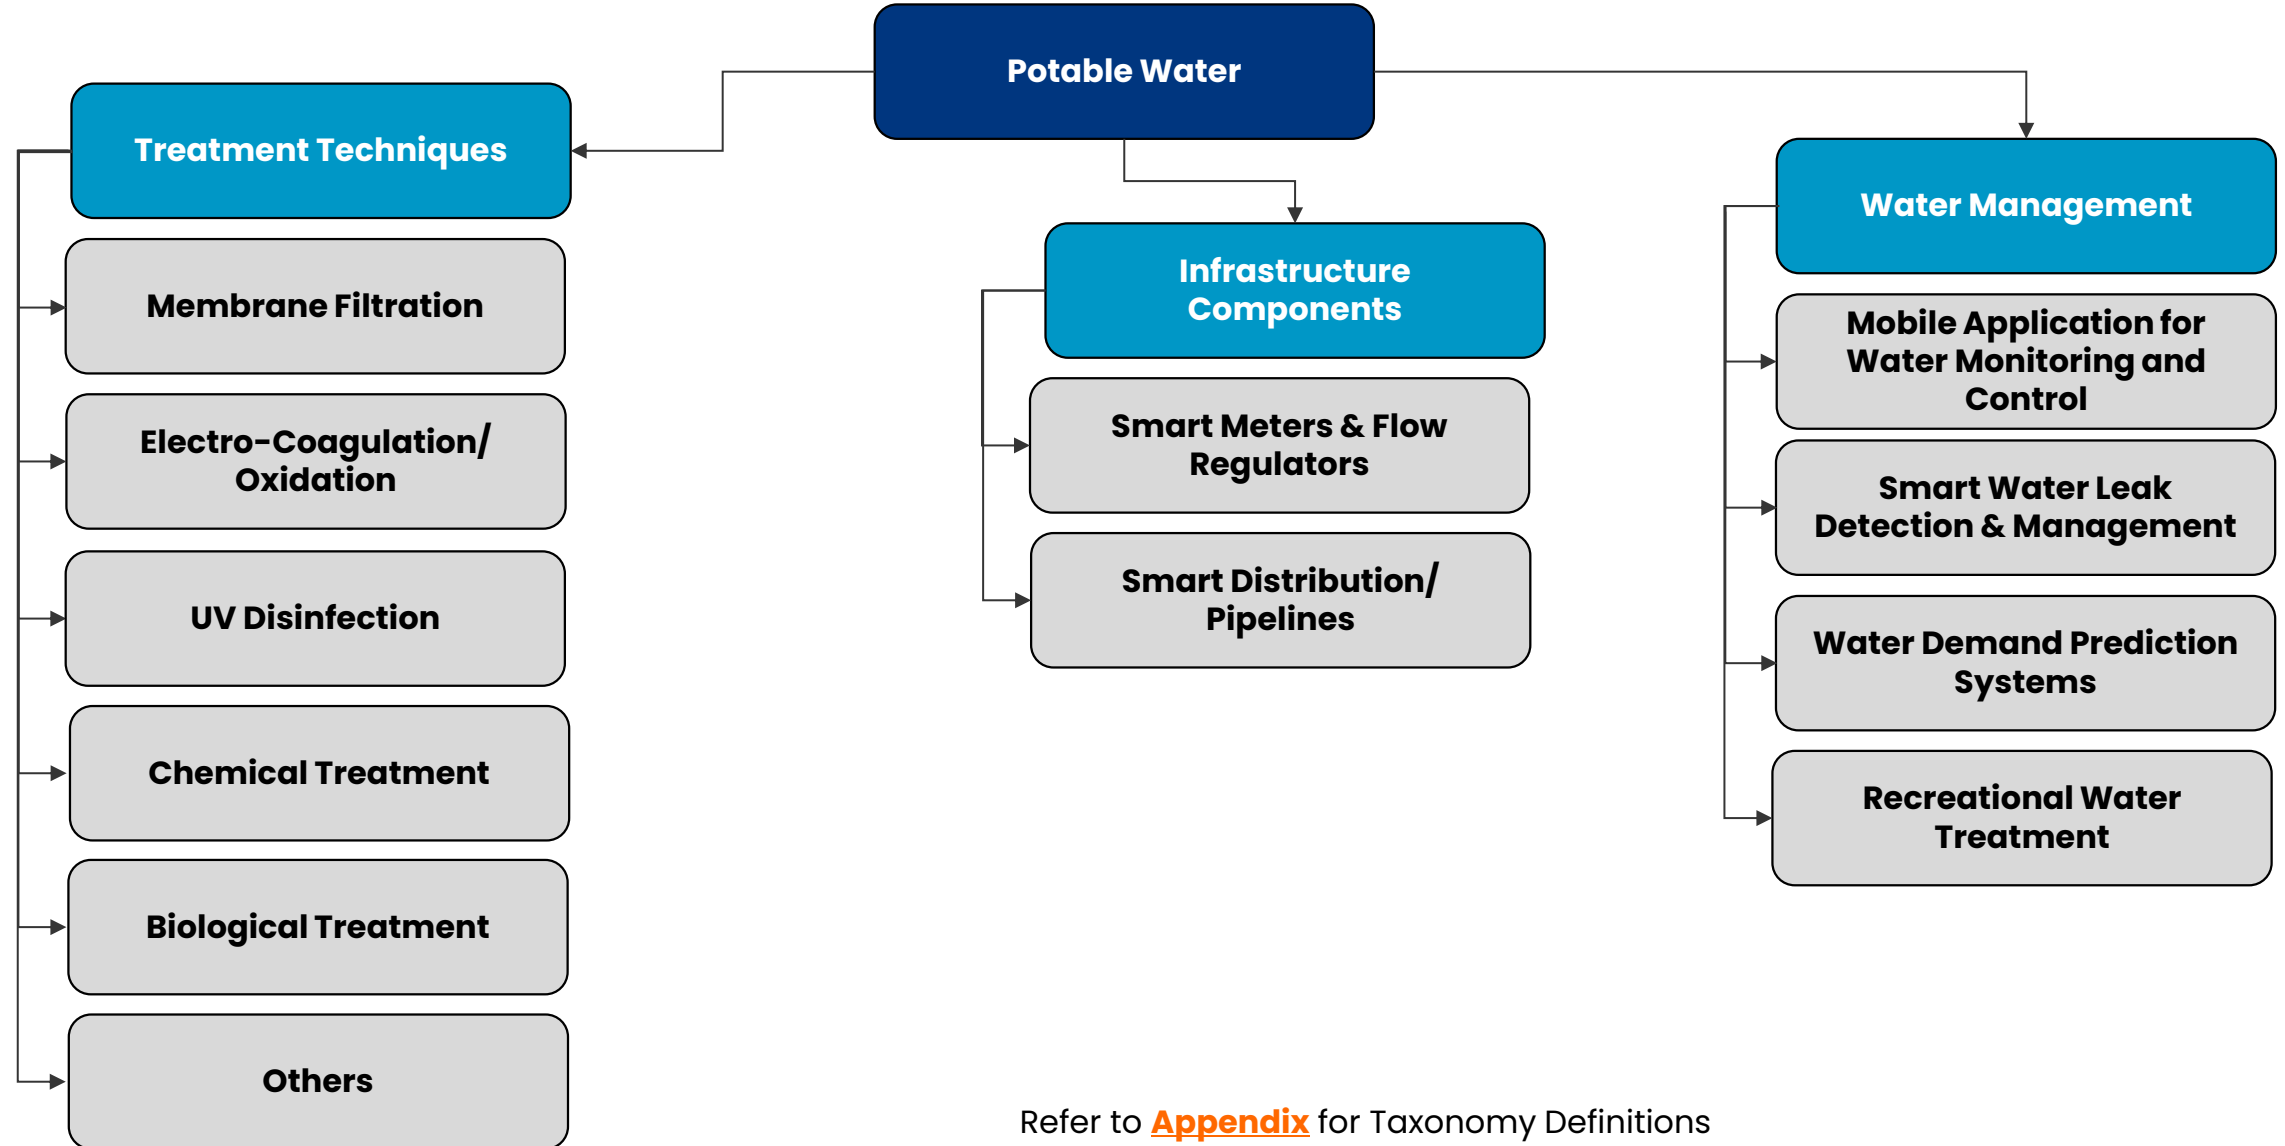 Potable Water
Treatment Techniques
Membrane Filtration
Electro-Coagulation/
Oxidation
UV Disinfection
Chemical Treatment
Biological Treatment
Others
Infrastructure
Components
Smart Meters & Flow
Regulators
Smart Distribution/
Pipelines
Water Management
Mobile Application for
Water Monitoring and
Control
Smart Water Leak
Detection & Management
Water Demand Prediction
Systems
Recreational Water
Treatment
Refer to Appendix for Taxonomy Definitions